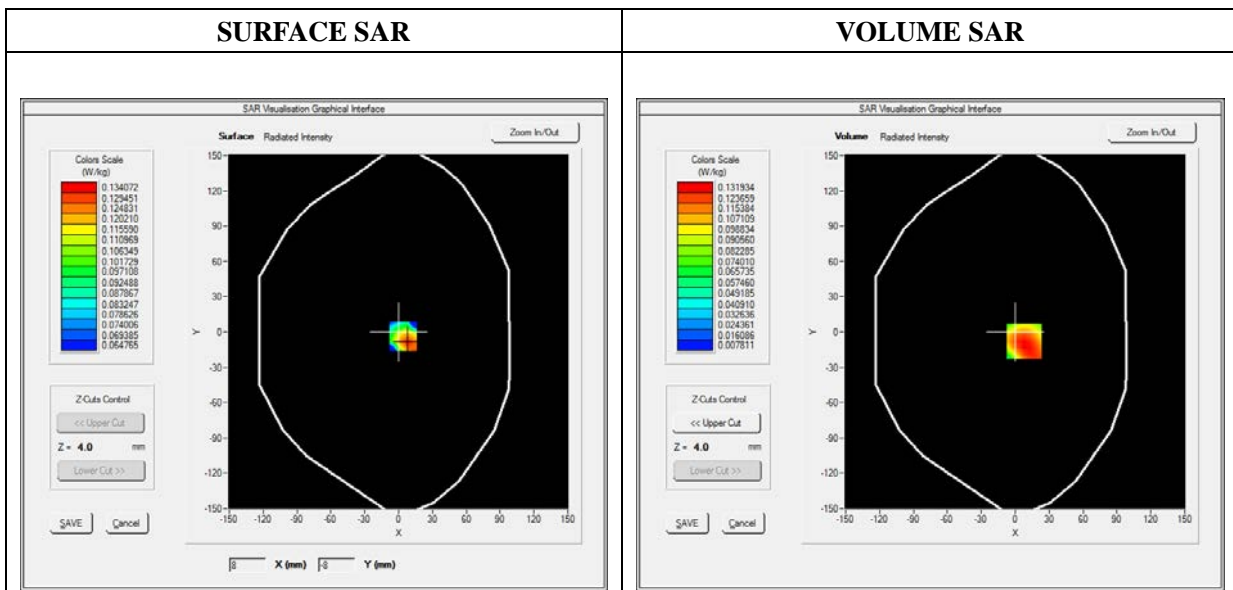 SURFACE SAR
VOLUME SAR
SAR Visualisation Graphical Interface
Surface Radiated Intensity
Zoom In/Out
Colors Scale
(W/kg)
0.134072
0.129451
0.124831
0.120210
0.115590
0.110969
0.106349
0.101729
0.097108
0.092488
0.087867
0.083247
0.078626
0.074006
0.069385
0.064765
Z-Cuts Control
<< Upper Cut
Z = 4.0 mm
Lower Cut >>
SAVE Cancel
150
120
90
60
30
0
-30
-60
-90
-120
-150
Y
-150 -120 -90 -60 -30 0 30 60 90 120 150
X
8 X (mm) -8 Y (mm)
SAR Visualisation Graphical Interface
Volume Radiated Intensity
Zoom In/Out
Colors Scale
(W/kg)
0.131934
0.123659
0.115384
0.107109
0.098834
0.090560
0.082285
0.074010
0.065735
0.057460
0.049185
0.040910
0.032636
0.024361
0.016086
0.007811
Z-Cuts Control
<< Upper Cut
Z = 4.0 mm
Lower Cut >>
SAVE Cancel
150
120
90
60
30
0
-30
-60
-90
-120
-150
Y
-150 -120 -90 -60 -30 0 30 60 90 120 150
X